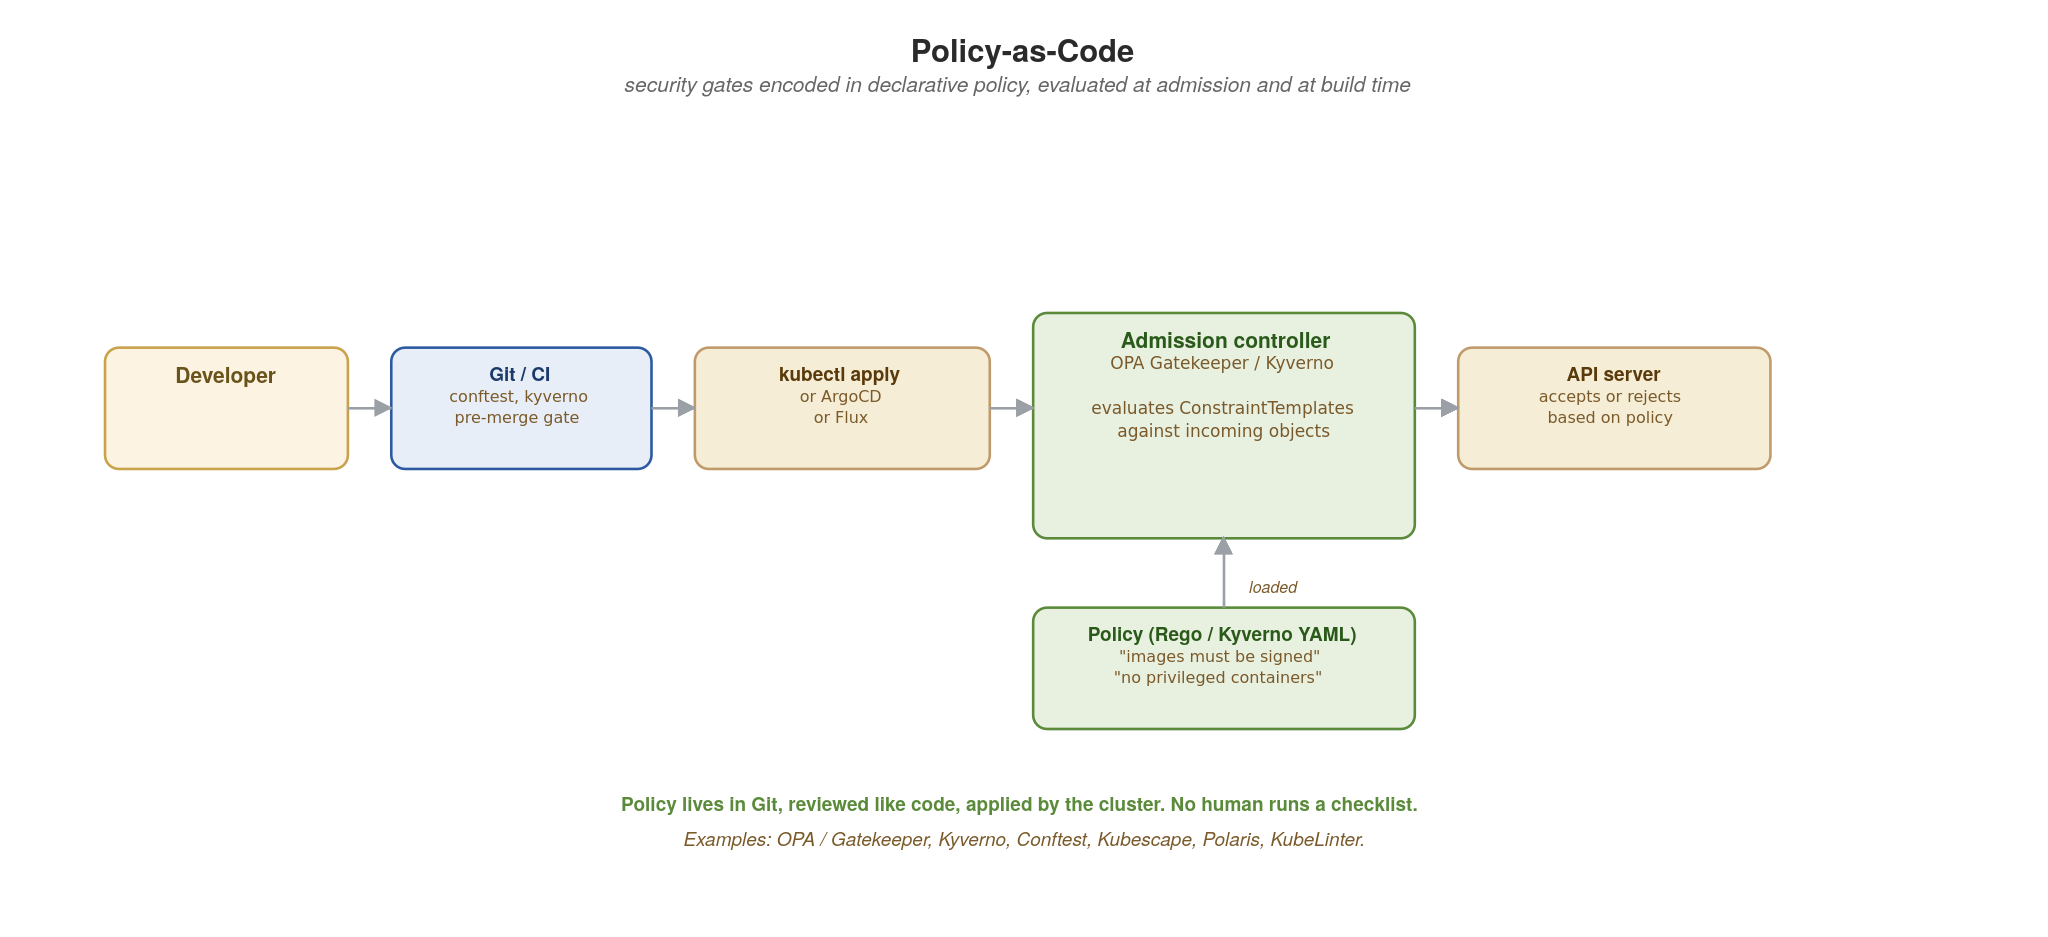 Policy-as-Code
security gates encoded in declarative policy, evaluated at admission and at build time
Developer
Git / CI
conftest, kyverno
pre-merge gate
kubectl apply
or ArgoCD
or Flux
Admission controller
OPA Gatekeeper / Kyverno
evaluates ConstraintTemplates
against incoming objects
API server
accepts or rejects
based on policy
loaded
Policy (Rego / Kyverno YAML)
"images must be signed"
"no privileged containers"
Policy lives in Git, reviewed like code, applied by the cluster. No human runs a checklist.
Examples: OPA / Gatekeeper, Kyverno, Conftest, Kubescape, Polaris, KubeLinter.